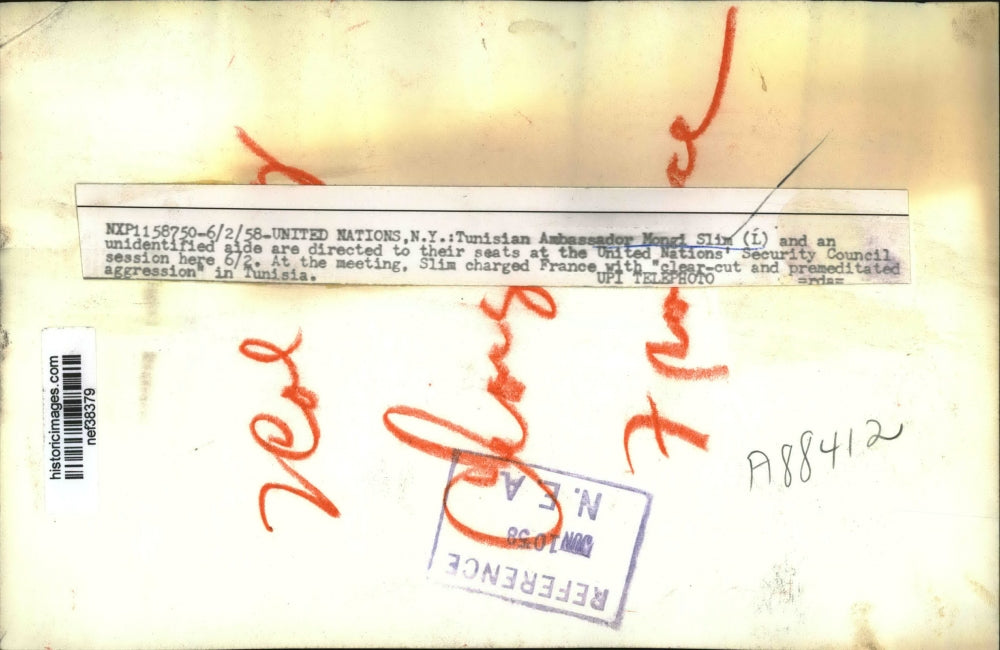 NXP1158750-6/2/58-UNITED NATIONS,N.Y.:Tunisian Ambassador Mongi Slim (L) and an
unidentified aide are directed to their seats at the United Nations' Security Council
session here 6/2. At the meeting, Slim charged France with "clear-cut and premeditated
aggression" in Tunisia. UPI TELEPHOTO =rda=
historicimages.com
nef38379
A88412
REFERENCE
JUN 10 58
N. E. A